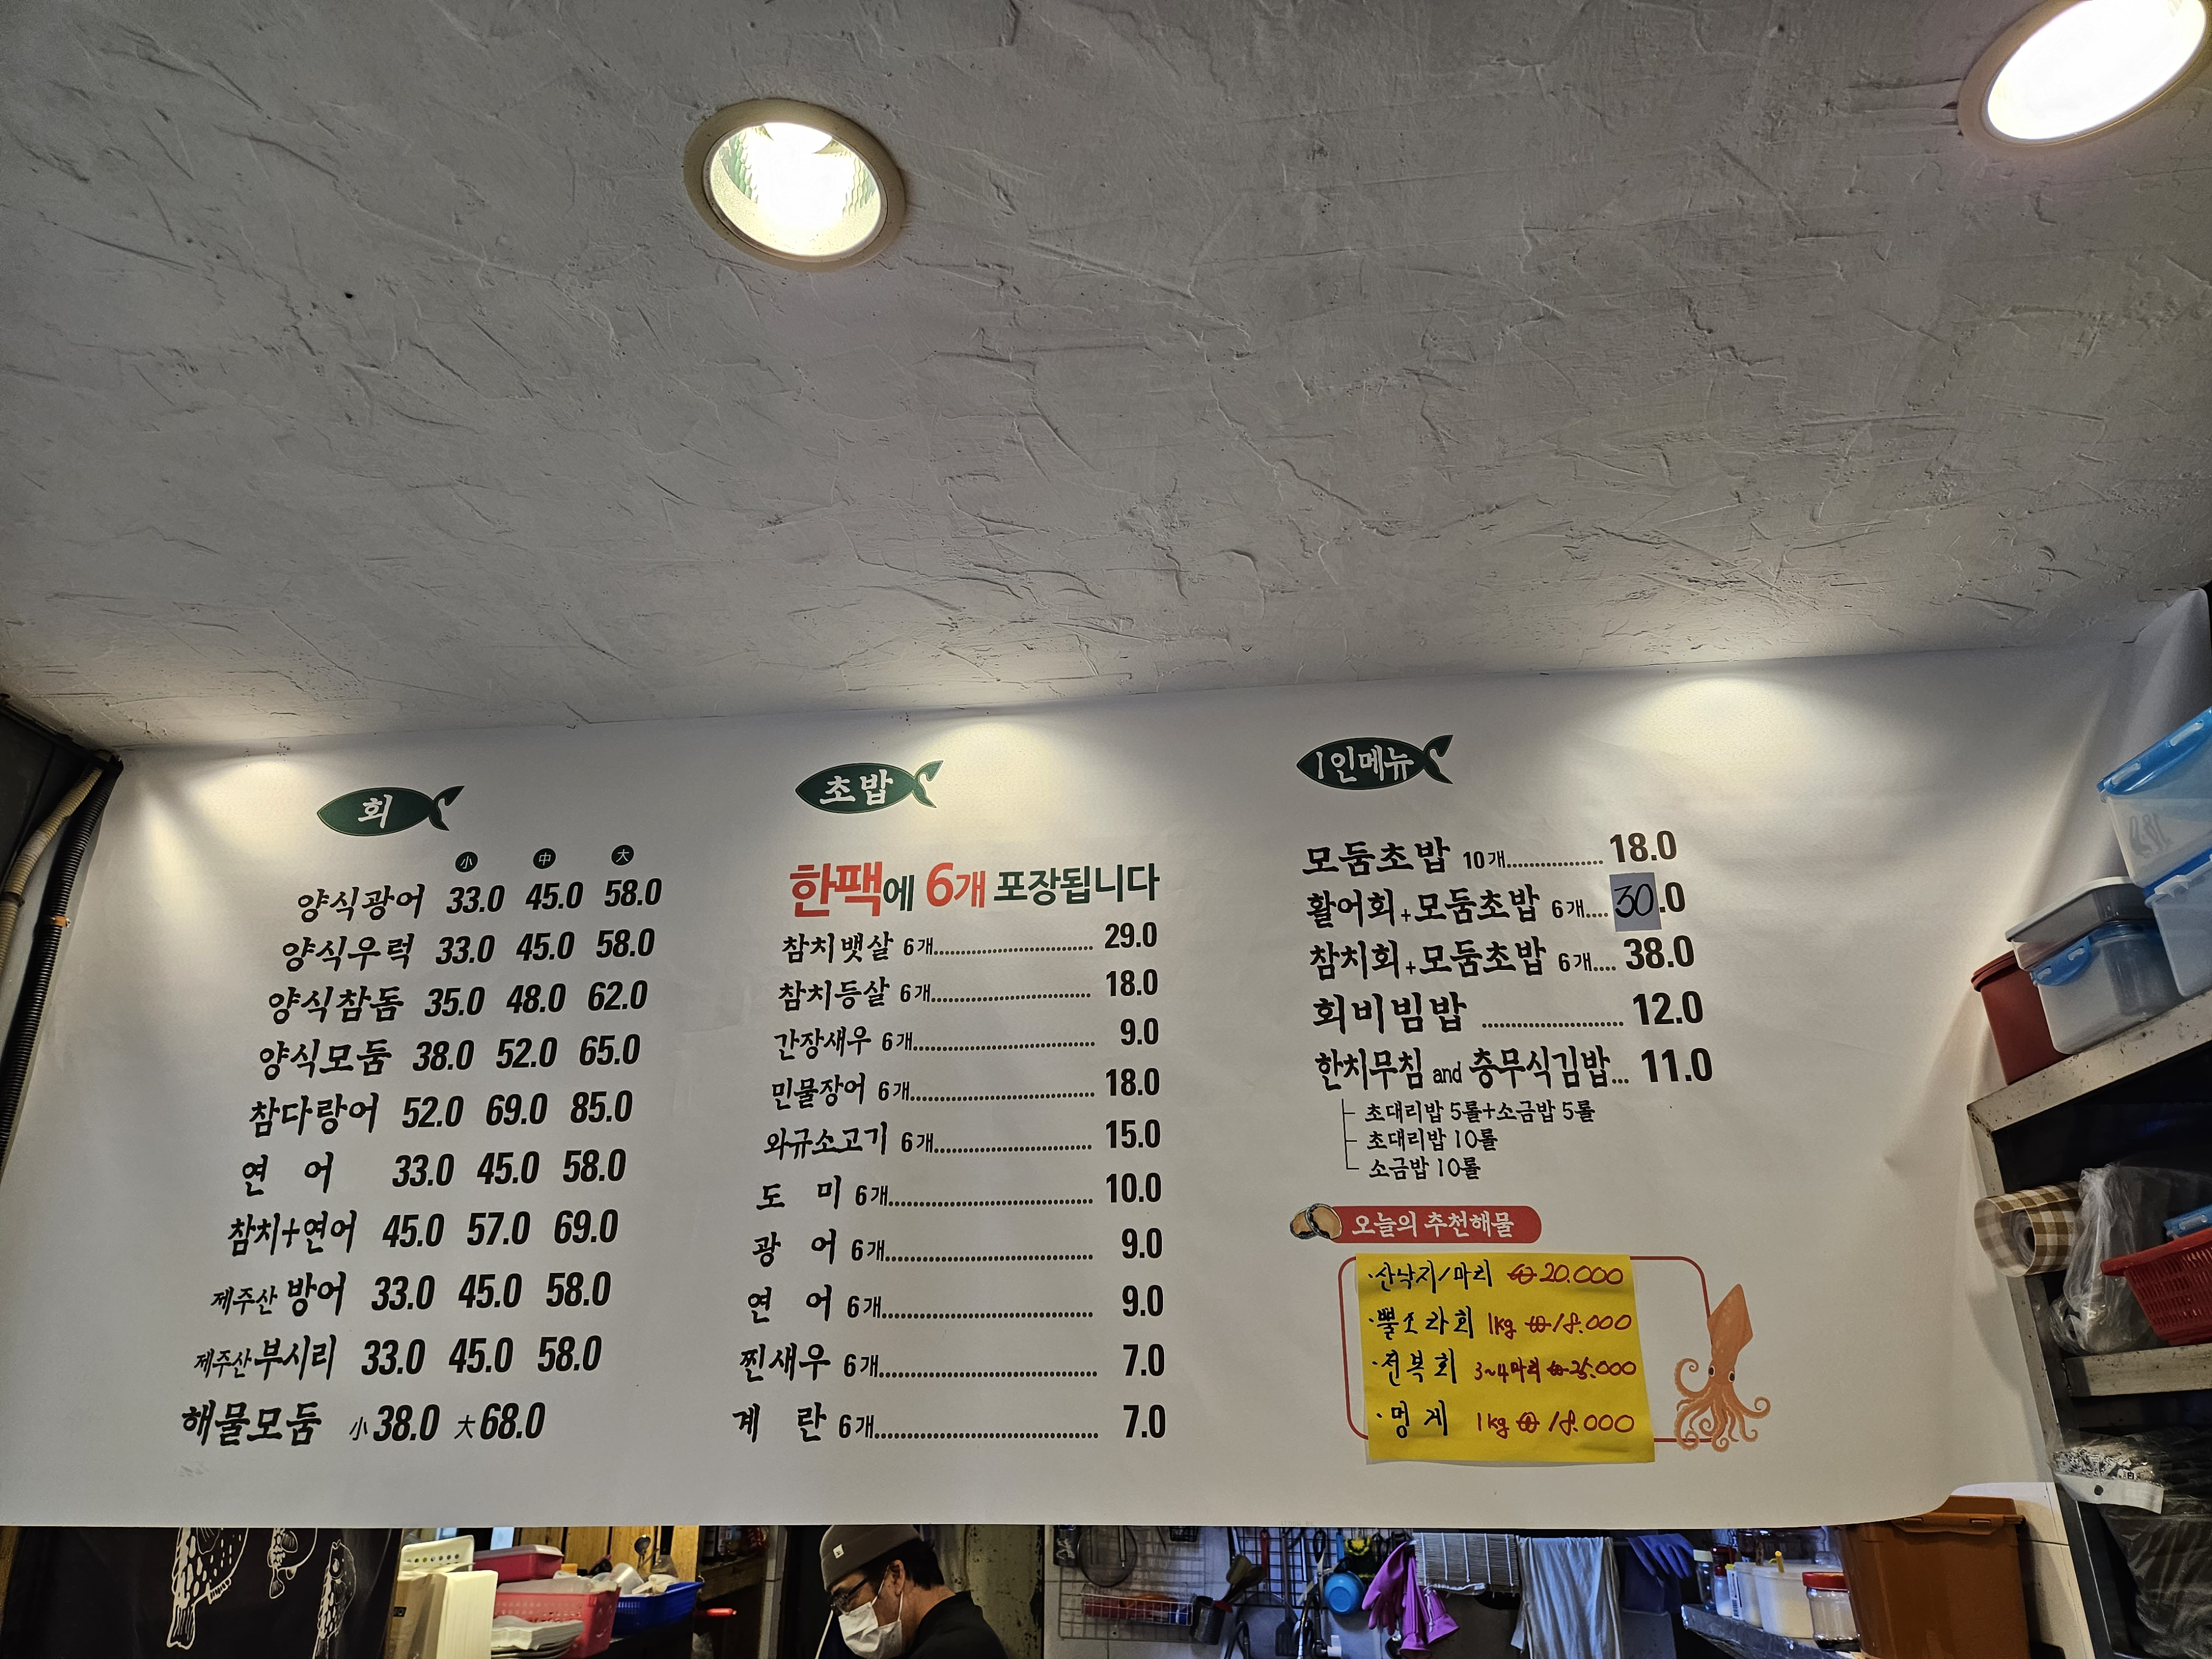 회
小 中 大
양식광어 33.0 45.0 58.0
양식우럭 33.0 45.0 58.0
양식참돔 35.0 48.0 62.0
양식모둠 38.0 52.0 65.0
참다랑어 52.0 69.0 85.0
연 어 33.0 45.0 58.0
참치+연어 45.0 57.0 69.0
제주산 방어 33.0 45.0 58.0
제주산 부시리 33.0 45.0 58.0
해물모둠 小 38.0 大 68.0
초밥
한팩에 6개 포장됩니다
참치뱃살 6개 29.0
참치등살 6개 18.0
간장새우 6개 9.0
민물장어 6개 18.0
와규소고기 6개 15.0
도 미 6개 10.0
광 어 6개 9.0
연 어 6개 9.0
찐새우 6개 7.0
계 란 6개 7.0
1인메뉴
모둠초밥 10개 18.0
활어회+모둠초밥 6개 30.0
참치회+모둠초밥 6개 38.0
회비빔밥 12.0
한치무침 and 충무식김밥 11.0
초대리밥 5롤+소금밥 5롤
초대리밥 10롤
소금밥 10롤
오늘의 추천해물
·산낙지/마리 ₩20.000
·뿔소라회 1kg ₩18.000
·전복회 3~4마리 ₩25.000
·멍게 1kg ₩18.000